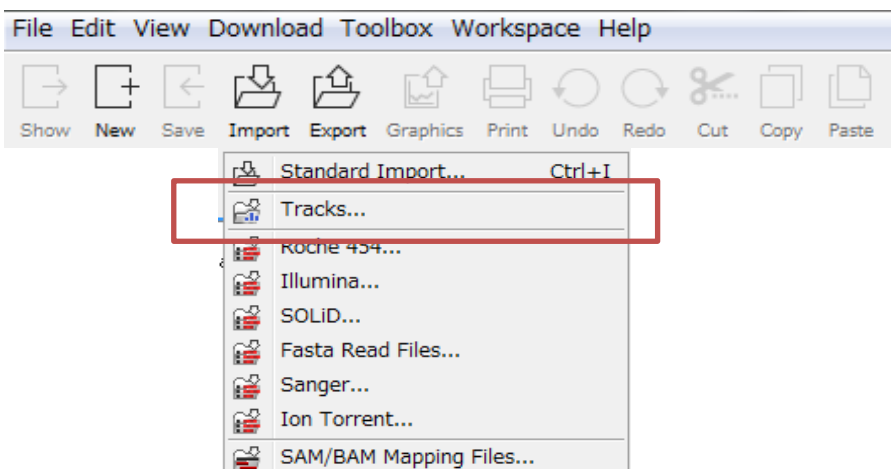 File Edit View Download Toolbox Workspace Help
Show New Save Import Export Graphics Print Undo Redo Cut Copy Paste
Standard Import... Ctrl+I
Tracks...
Roche 454...
Illumina...
SOLiD...
Fasta Read Files...
Sanger...
Ion Torrent...
SAM/BAM Mapping Files...